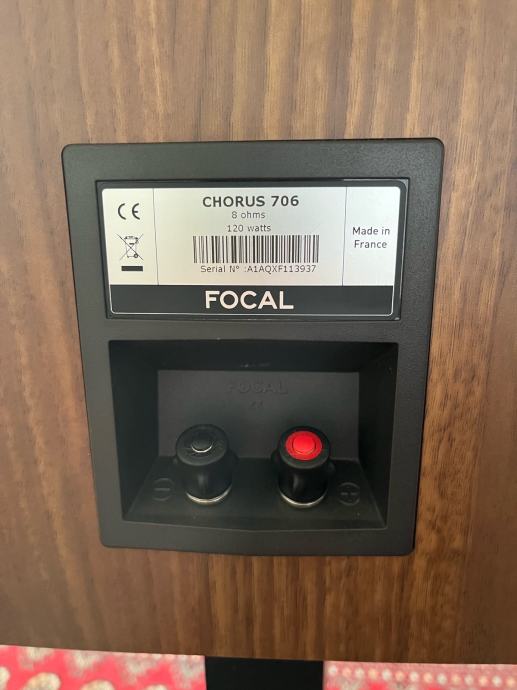 CE
CHORUS 706
8 ohms
120 watts
Serial N° :A1AQXF113937
Made in
France
FOCAL
FOCAL
- +